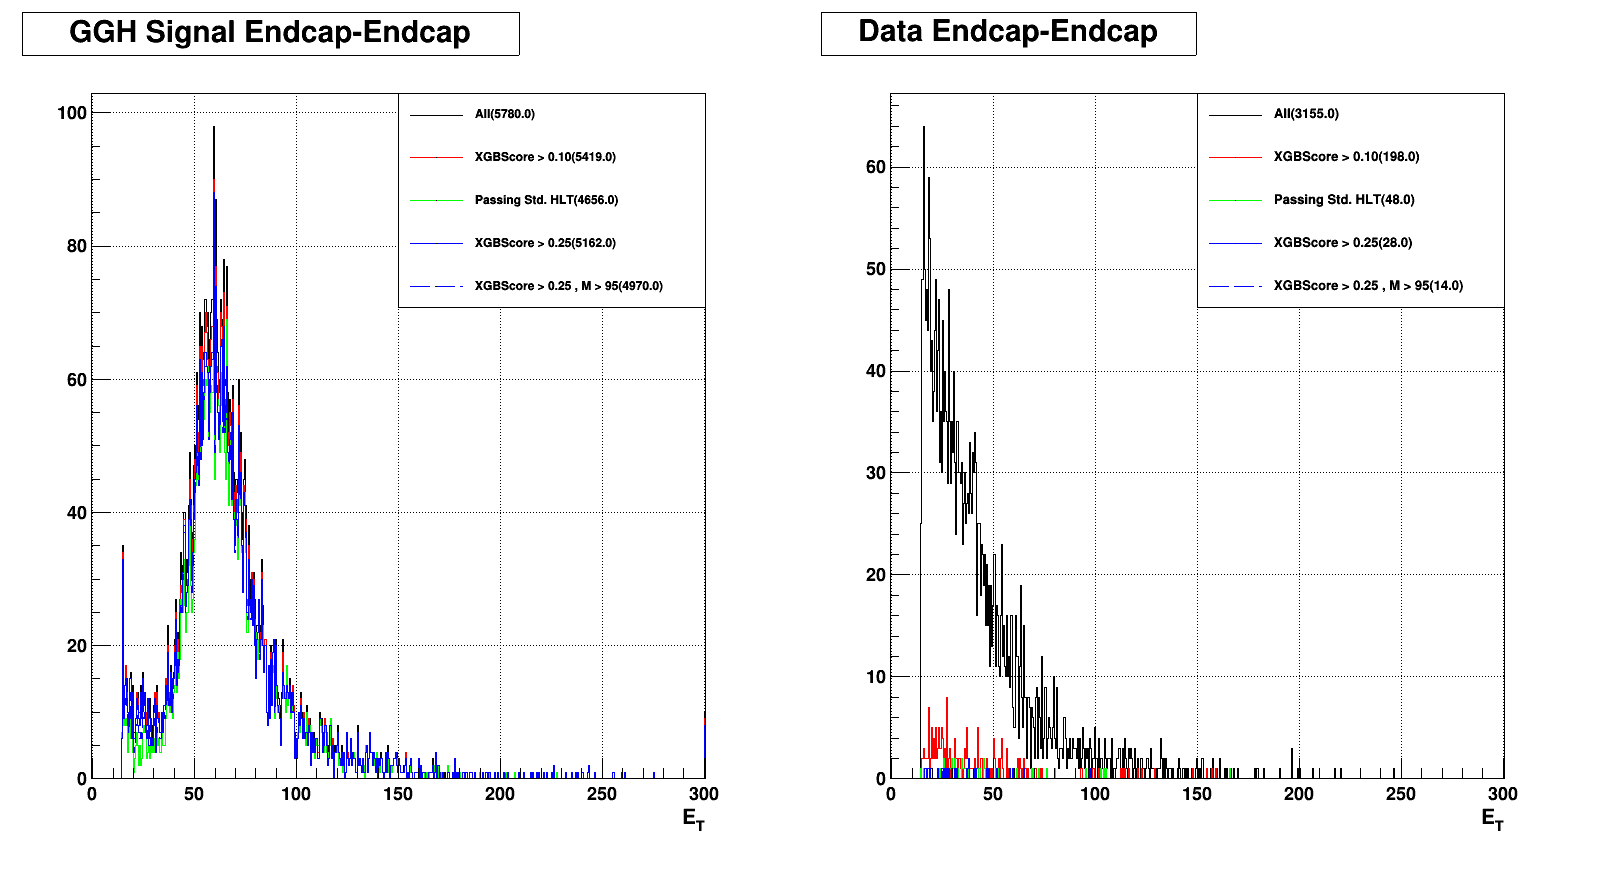 GGH Signal Endcap-Endcap
All(5780.0)
XGBScore > 0.10(5419.0)
Passing Std. HLT(4656.0)
XGBScore > 0.25(5162.0)
XGBScore > 0.25 , M > 95(4970.0)
100
80
60
40
20
0
0 50 100 150 200 250 300
E_T
Data Endcap-Endcap
All(3155.0)
XGBScore > 0.10(198.0)
Passing Std. HLT(48.0)
XGBScore > 0.25(28.0)
XGBScore > 0.25 , M > 95(14.0)
60
50
40
30
20
10
0
0 50 100 150 200 250 300
E_T